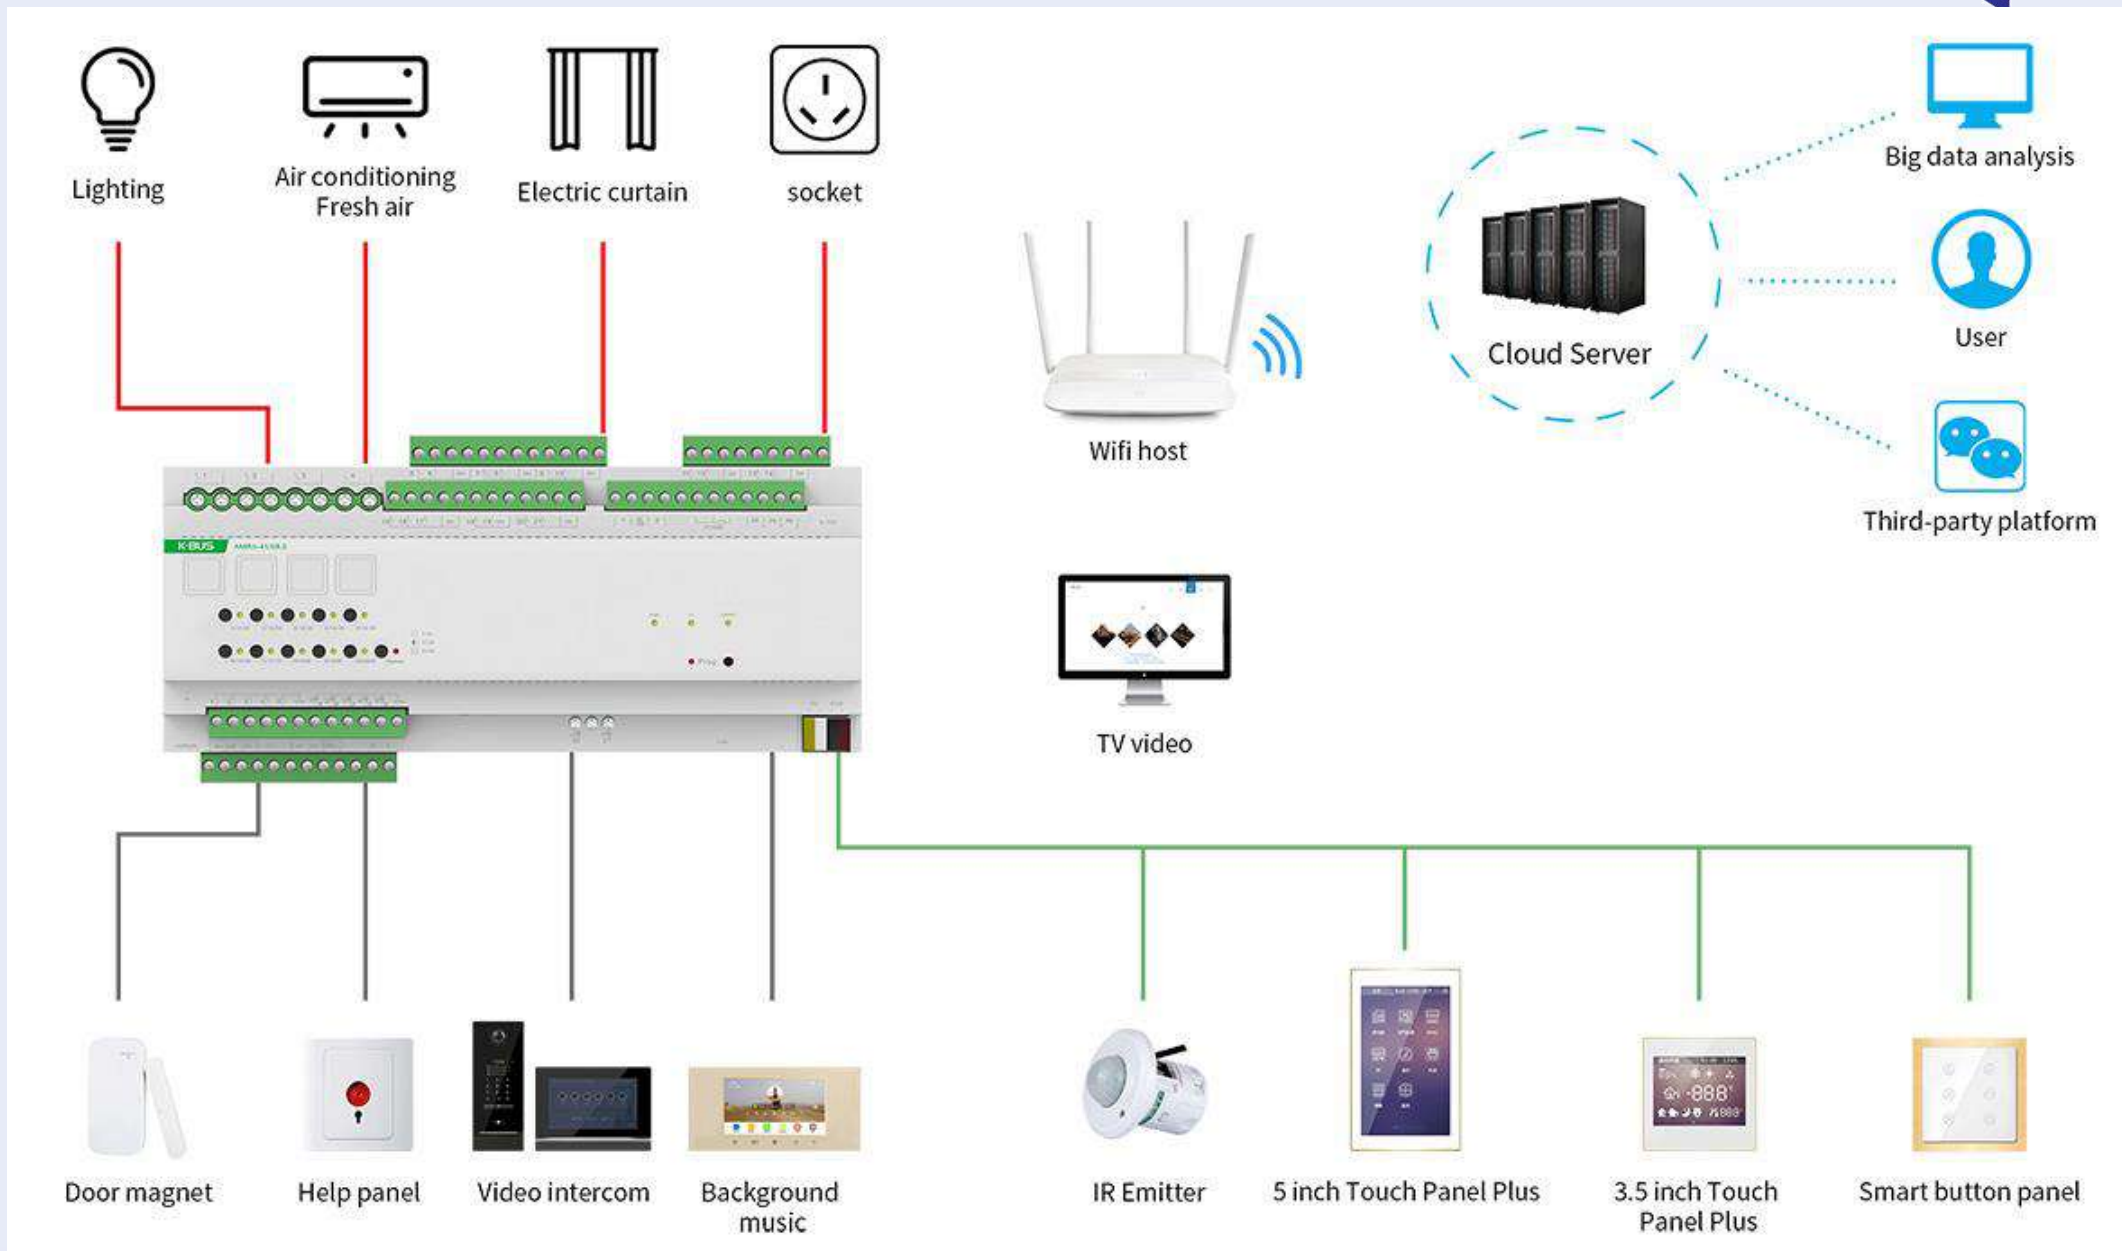 Lighting
Air conditioning
Fresh air
Electric curtain
socket
Big data analysis
User
Cloud Server
Third-party platform
Wifi host
K-BUS
Prog
TV video
Door magnet
Help panel
Video intercom
Background
music
IR Emitter
5 inch Touch Panel Plus
3.5 inch Touch
Panel Plus
Smart button panel